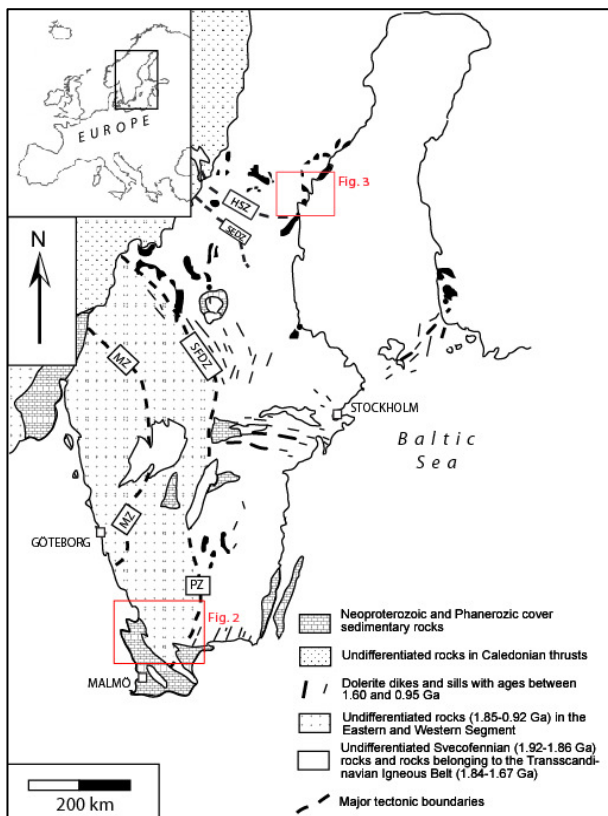 EUROPE
N
Fig. 3
HSZ
SEDZ
SFDZ
MZ
STOCKHOLM
Baltic
Sea
MZ
GÖTEBORG
PZ
Fig. 2
MALMÖ
Neoproterozoic and Phanerozic cover
sedimentary rocks
Undifferentiated rocks in Caledonian thrusts
Dolerite dikes and sills with ages between
1.60 and 0.95 Ga
Undifferentiated rocks (1.85-0.92 Ga) in the
Eastern and Western Segment
Undifferentiated Svecofennian (1.92-1.86 Ga)
rocks and rocks belonging to the Transscandi-
navian Igneous Belt (1.84-1.67 Ga)
Major tectonic boundaries
200 km